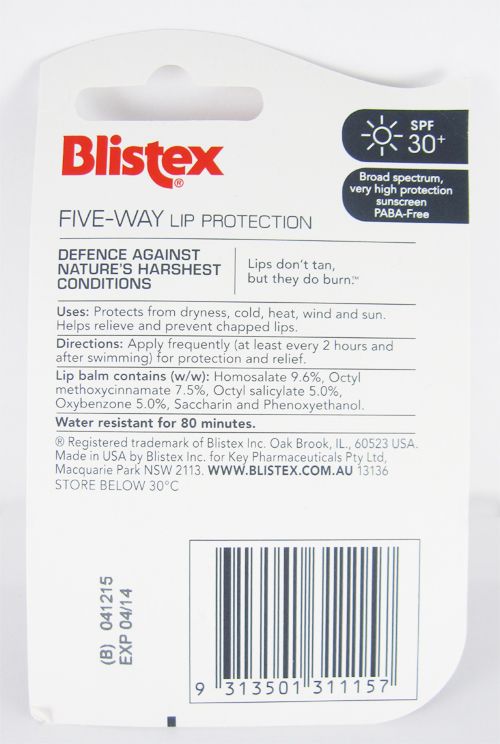 SPF
30+
Broad spectrum,
very high protection
sunscreen
PABA-Free
Blistex®
FIVE-WAY LIP PROTECTION
DEFENCE AGAINST
NATURE'S HARSHEST
CONDITIONS
Lips don't tan,
but they do burn.™
Uses: Protects from dryness, cold, heat, wind and sun.
Helps relieve and prevent chapped lips.
Directions: Apply frequently (at least every 2 hours and
after swimming) for protection and relief.
Lip balm contains (w/w): Homosalate 9.6%, Octyl
methoxycinnamate 7.5%, Octyl salicylate 5.0%,
Oxybenzone 5.0%, Saccharin and Phenoxyethanol.
Water resistant for 80 minutes.
® Registered trademark of Blistex Inc. Oak Brook, IL., 60523 USA.
Made in USA by Blistex Inc. for Key Pharmaceuticals Pty Ltd,
Macquarie Park NSW 2113. WWW.BLISTEX.COM.AU 13136
STORE BELOW 30°C
(B) 041215
EXP 04/14
9 313501 311157